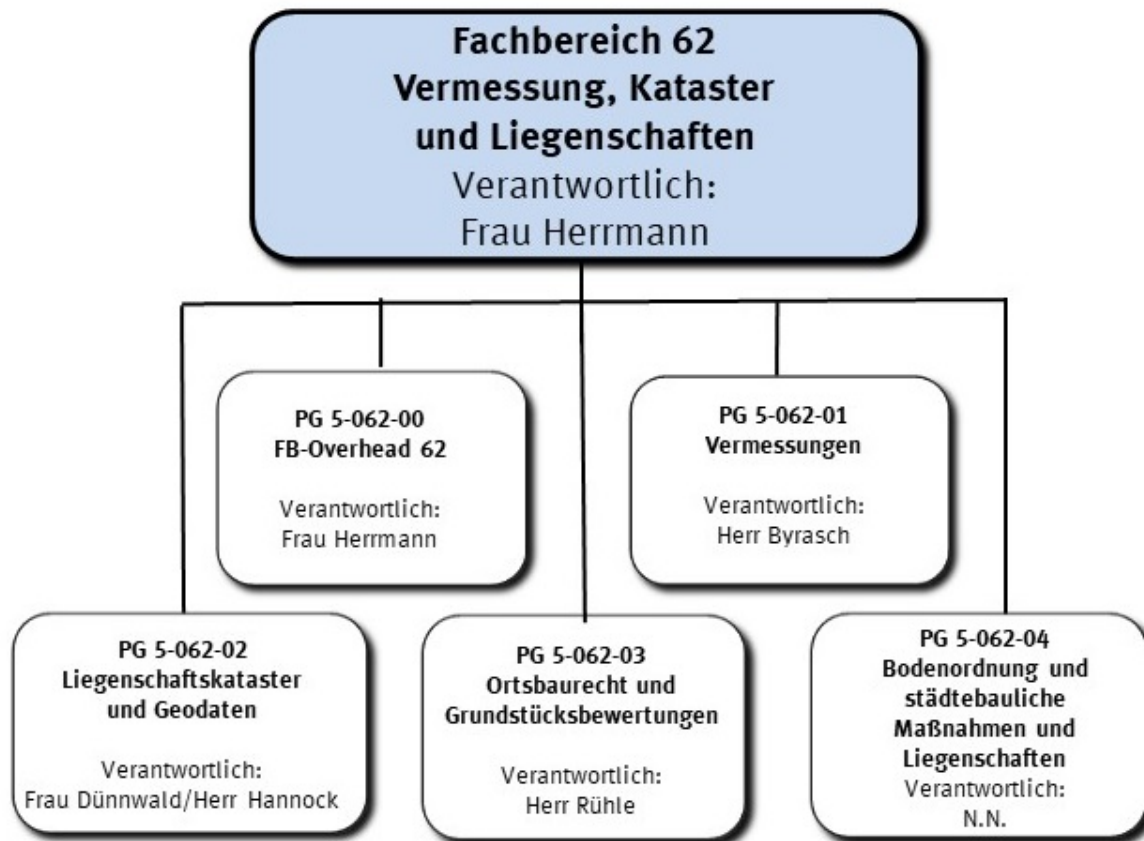 Fachbereich 62
Vermessung, Kataster
und Liegenschaften
Verantwortlich:
Frau Herrmann
PG 5-062-00
FB-Overhead 62
Verantwortlich:
Frau Herrmann
PG 5-062-01
Vermessungen
Verantwortlich:
Herr Byrasch
PG 5-062-02
Liegenschaftskataster
und Geodaten
Verantwortlich:
Frau Dünnwald/Herr Hannock
PG 5-062-03
Ortsbaurecht und
Grundstücksbewertungen
Verantwortlich:
Herr Rühle
PG 5-062-04
Bodenordnung und
städtebauliche
Maßnahmen und
Liegenschaften
Verantwortlich:
N.N.